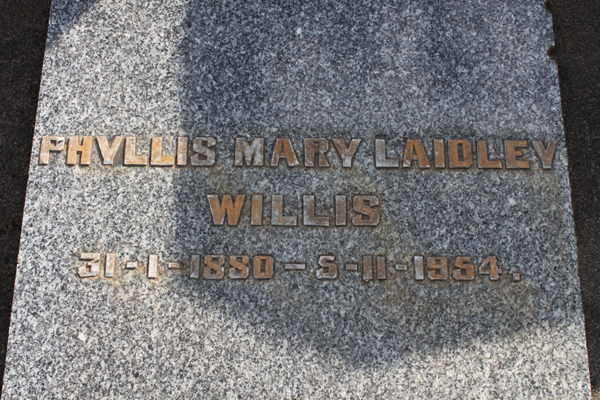 PHYLLIS MARY LAIDLEY
WILLIS
31-1-1880-5-11-1954.